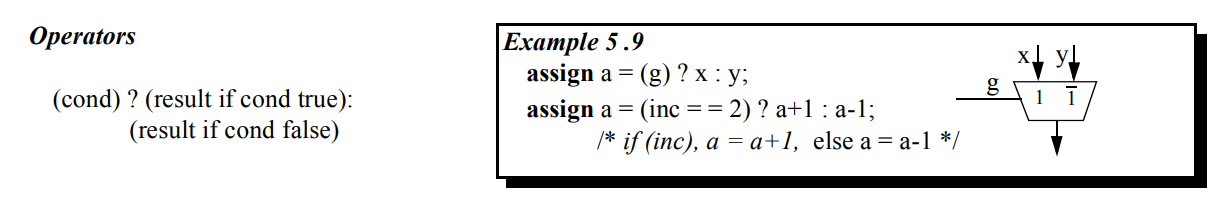 Operators
(cond) ? (result if cond true):
(result if cond false)
Example 5 .9
assign a = (g) ? x : y;
assign a = (inc = = 2) ? a+1 : a-1;
/* if (inc), a = a+1, else a = a-1 */
x y
g
1 1̅